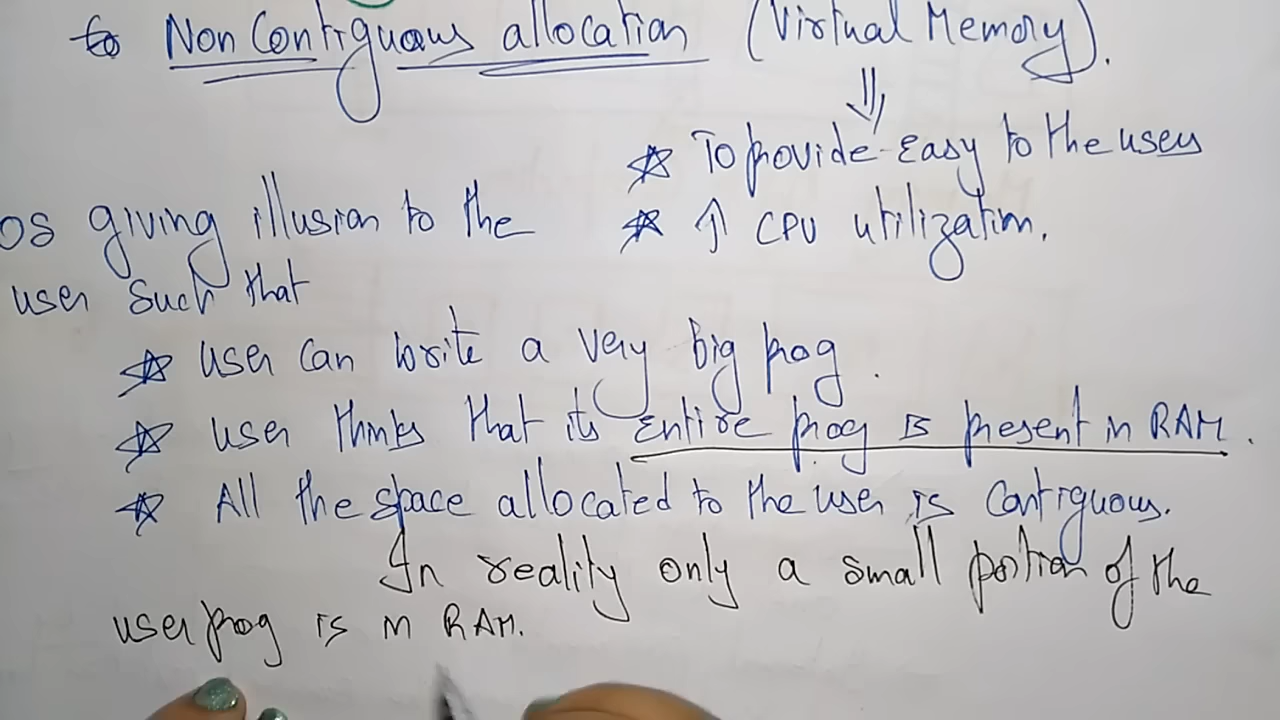 Non Contiguous allocation (Virtual Memory).
⇓
☆ To provide easy to the users
OS giving illusion to the ☆ ↑ CPU utilization.
user such that
☆ user can write a very big prog.
☆ user thinks that its entire prog is present in RAM.
☆ All the space allocated to the user is Contiguous.
In reality only a small portion of the
user prog is in RAM.